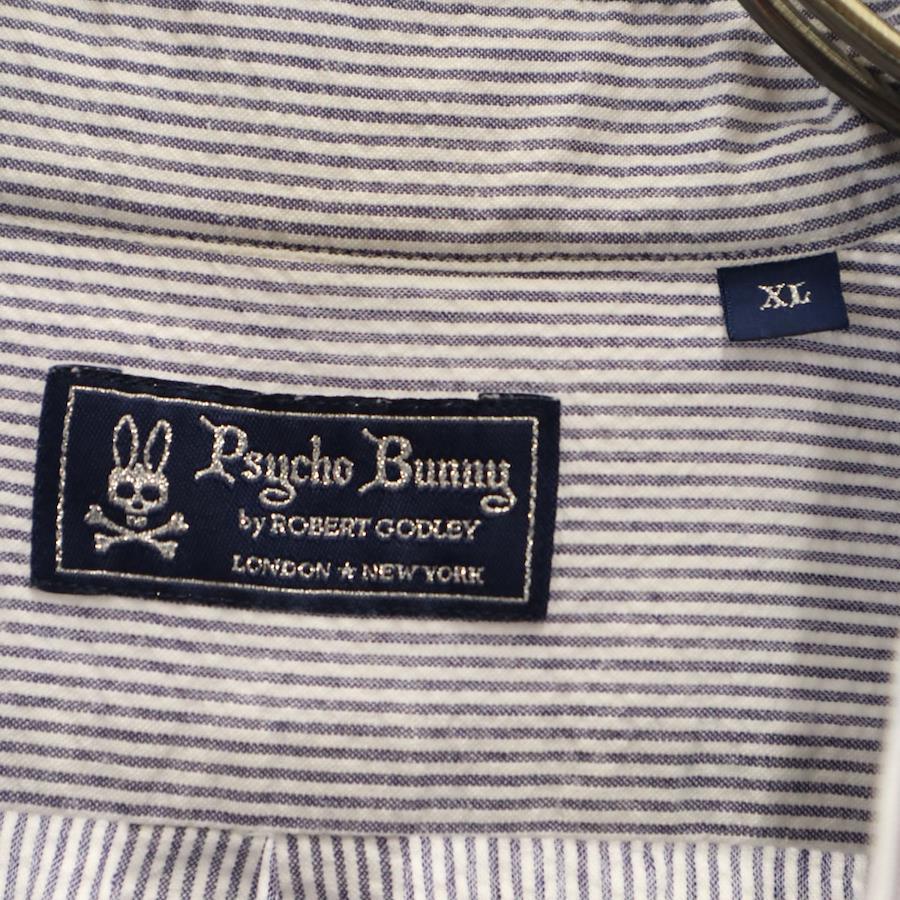 XL
Psycho Bunny
by ROBERT GODLEY
LONDON ★ NEW YORK